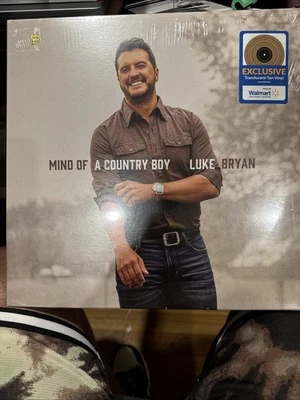 EXCLUSIVE
Translucent Tan Vinyl
Walmart
MIND OF A COUNTRY BOY LUKE BRYAN